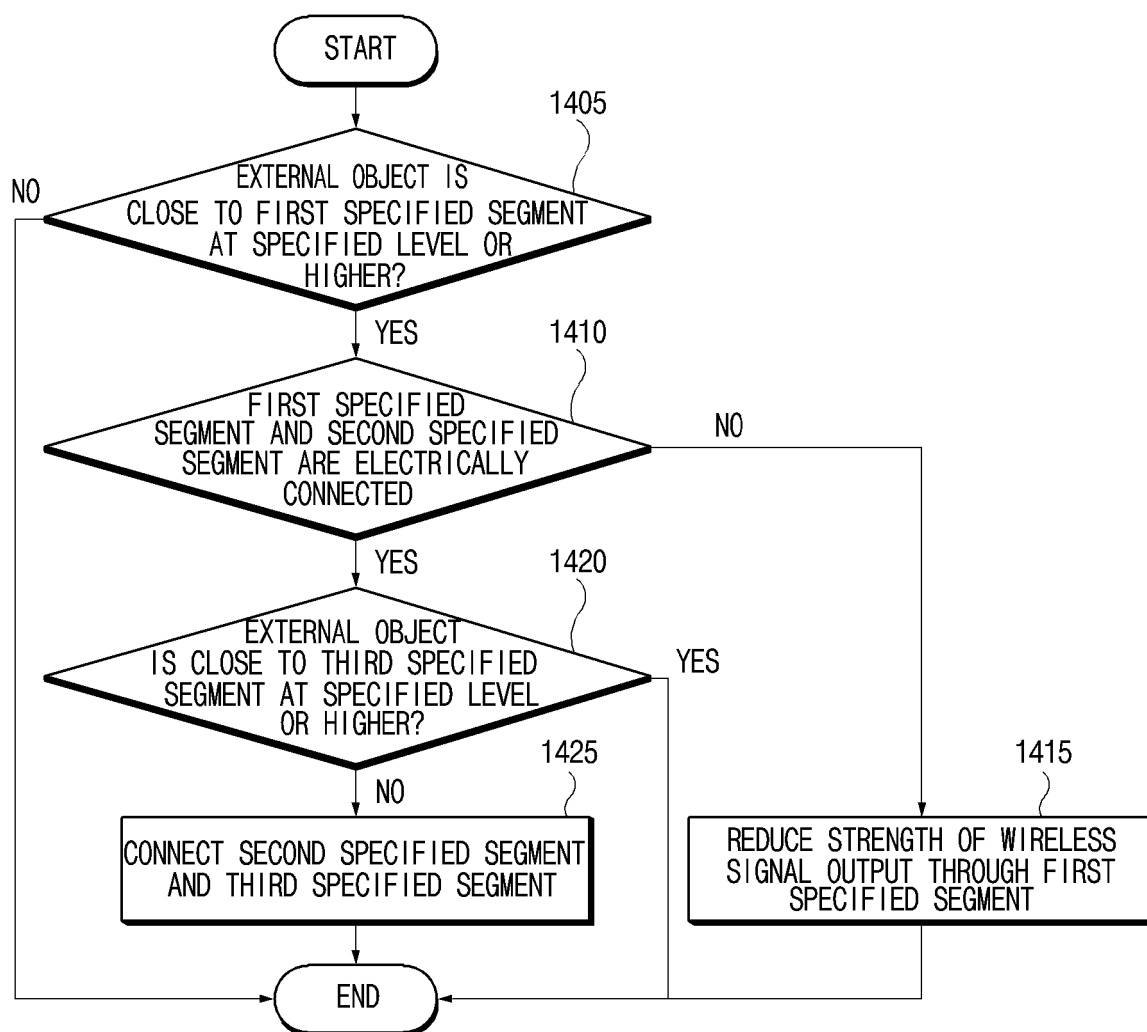 START
1405
EXTERNAL OBJECT IS
CLOSE TO FIRST SPECIFIED SEGMENT
AT SPECIFIED LEVEL OR
HIGHER?
NO
YES
1410
FIRST SPECIFIED
SEGMENT AND SECOND SPECIFIED
SEGMENT ARE ELECTRICALLY
CONNECTED
NO
YES
1420
EXTERNAL OBJECT
IS CLOSE TO THIRD SPECIFIED
SEGMENT AT SPECIFIED LEVEL
OR HIGHER?
YES
NO
1425
CONNECT SECOND SPECIFIED SEGMENT
AND THIRD SPECIFIED SEGMENT
1415
REDUCE STRENGTH OF WIRELESS
SIGNAL OUTPUT THROUGH FIRST
SPECIFIED SEGMENT
END